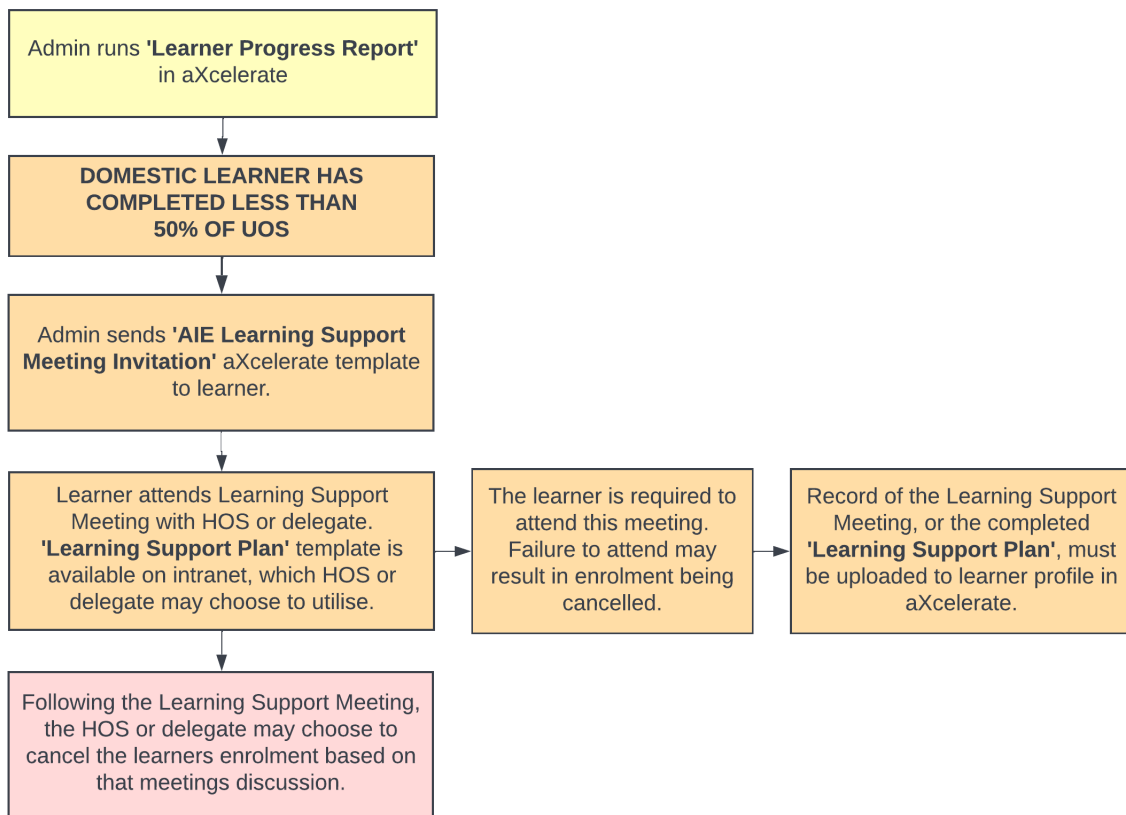 Admin runs 'Learner Progress Report'
in aXcelerate
DOMESTIC LEARNER HAS
COMPLETED LESS THAN
50% OF UOS
Admin sends 'AIE Learning Support
Meeting Invitation' aXcelerate template
to learner.
Learner attends Learning Support
Meeting with HOS or delegate.
'Learning Support Plan' template is
available on intranet, which HOS or
delegate may choose to utilise.
The learner is required to
attend this meeting.
Failure to attend may
result in enrolment being
cancelled.
Record of the Learning Support
Meeting, or the completed
'Learning Support Plan', must
be uploaded to learner profile in
aXcelerate.
Following the Learning Support Meeting,
the HOS or delegate may choose to
cancel the learners enrolment based on
that meetings discussion.